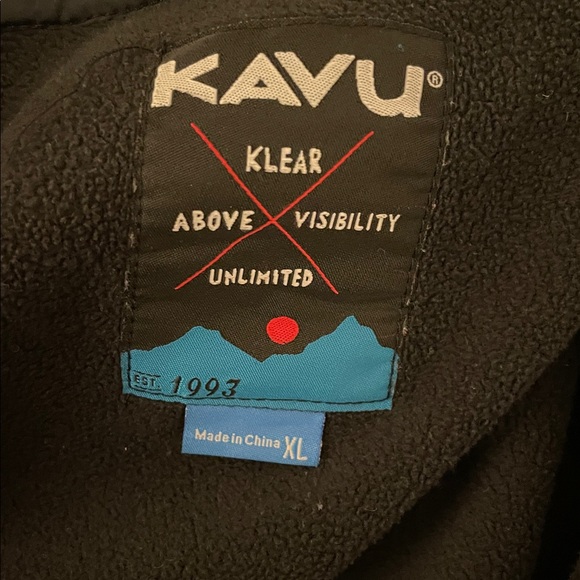 KAVU®
KLEAR
ABOVE VISIBILITY
UNLIMITED
EST. 1993
Made in China XL